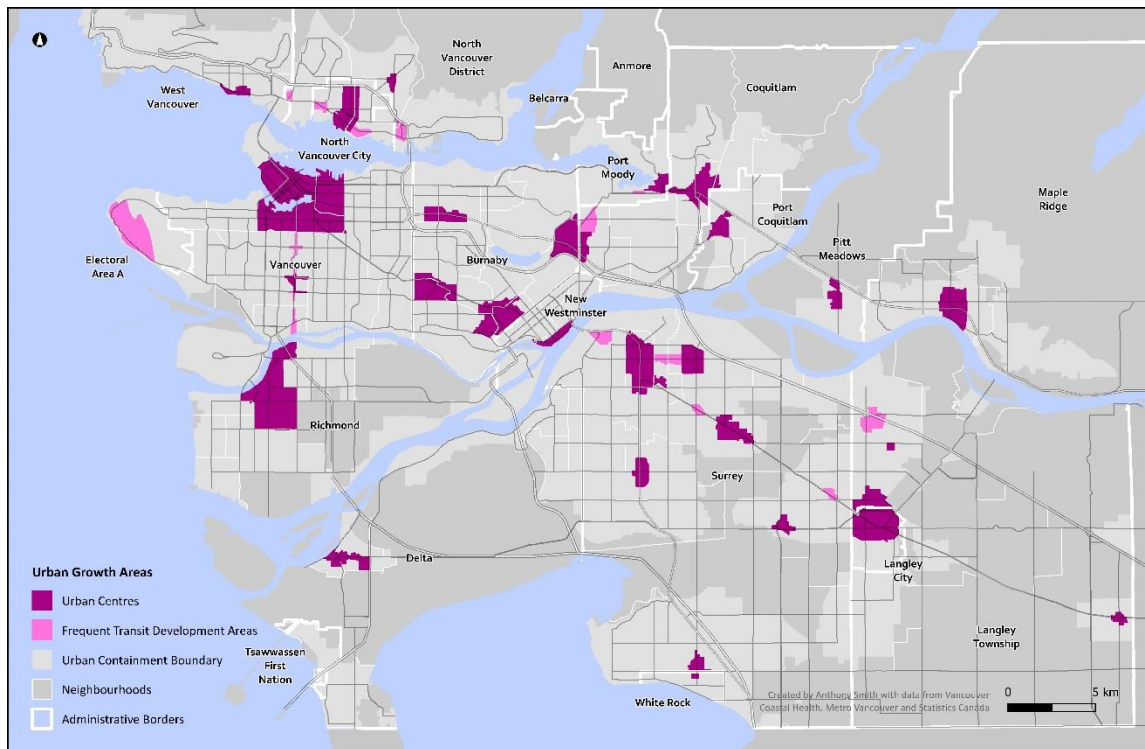 North
Vancouver
District
Anmore
Coquitlam
West
Vancouver
Belcarra
North
Vancouver City
Port
Moody
Maple
Ridge
Port
Coquitlam
Electoral
Area A
Vancouver
Burnaby
Pitt
Meadows
New
Westminster
Richmond
Surrey
Delta
Langley
City
Tsawwassen
First
Nation
Langley
Township
White Rock
Urban Growth Areas
Urban Centres
Frequent Transit Development Areas
Urban Containment Boundary
Neighbourhoods
Administrative Borders
Created by Anthony Smith with data from Vancouver
Coastal Health, Metro Vancouver and Statistics Canada
0 5 km